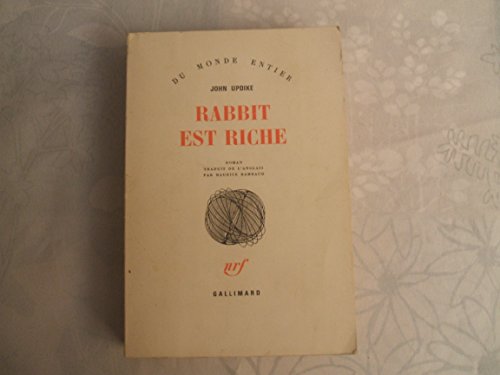 DU MONDE ENTIER
JOHN UPDIKE
RABBIT
EST RICHE
ROMAN
TRADUIT DE L'ANGLAIS
PAR MAURICE RAMBAUD
nrf
GALLIMARD